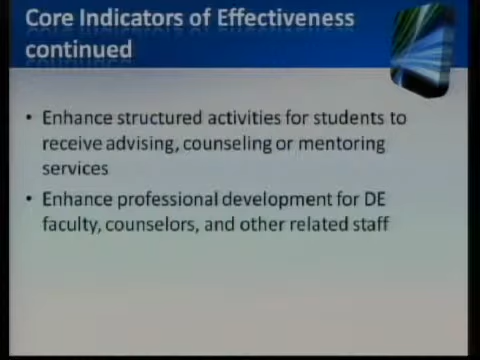 Core Indicators of Effectiveness
continued
• Enhance structured activities for students to
receive advising, counseling or mentoring
services
• Enhance professional development for DE
faculty, counselors, and other related staff